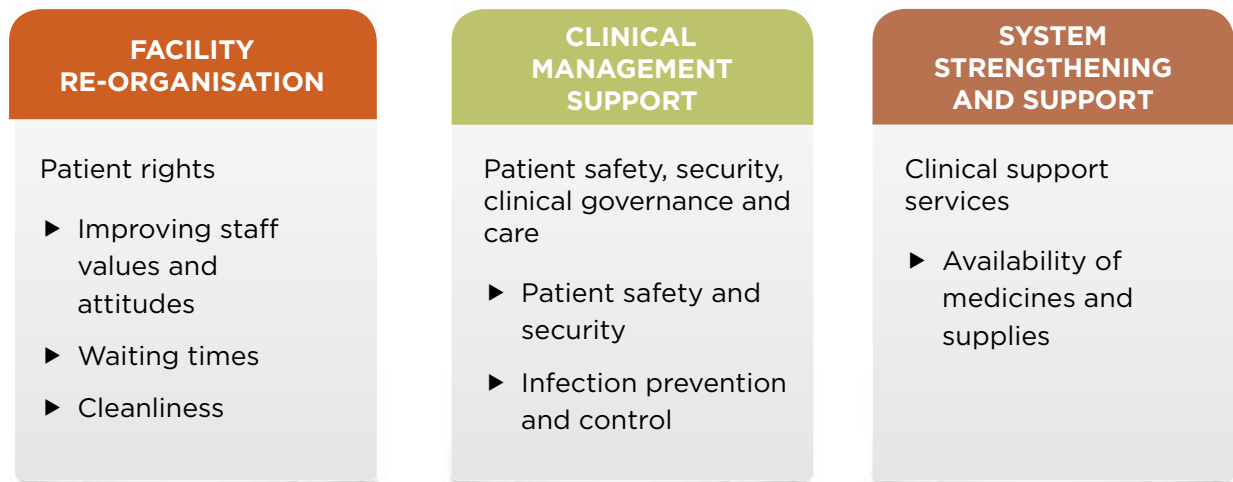 FACILITY
RE-ORGANISATION
Patient rights
▶ Improving staff
values and
attitudes
▶ Waiting times
▶ Cleanliness
CLINICAL
MANAGEMENT
SUPPORT
Patient safety, security,
clinical governance and
care
▶ Patient safety and
security
▶ Infection prevention
and control
SYSTEM
STRENGTHENING
AND SUPPORT
Clinical support
services
▶ Availability of
medicines and
supplies